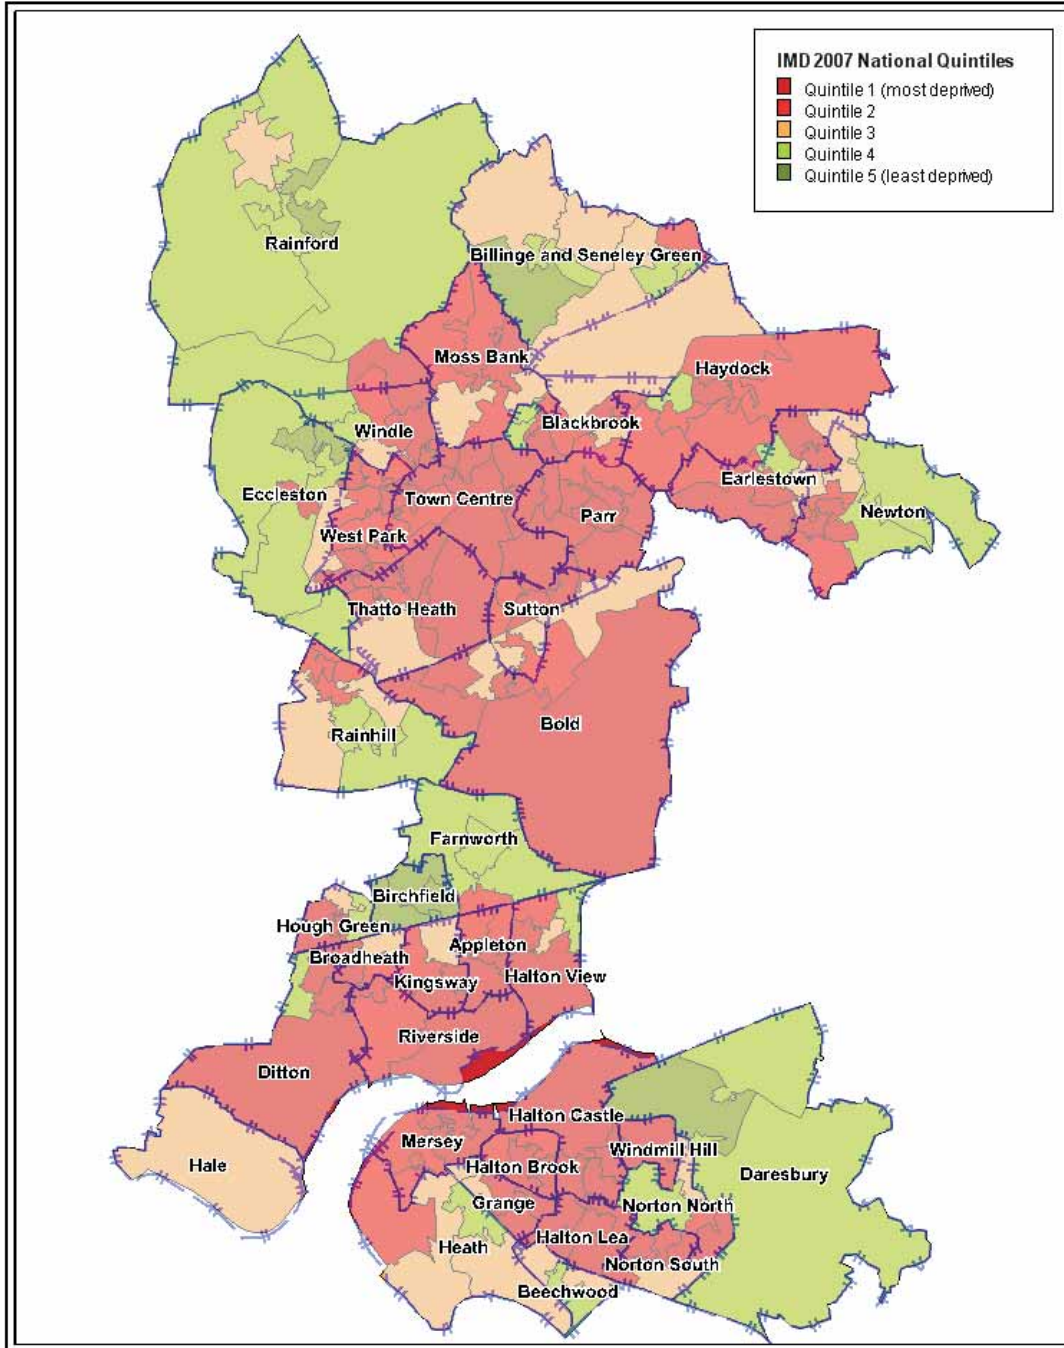 IMD 2007 National Quintiles
Quintile 1 (most deprived)
Quintile 2
Quintile 3
Quintile 4
Quintile 5 (least deprived)
Rainford
Billinge and Seneley Green
Moss Bank
Haydock
Windle
Blackbrook
Eccleston
Town Centre
Earlestown
West Park
Parr
Newton
Thatto Heath
Sutton
Rainhill
Bold
Farnworth
Birchfield
Hough Green
Broadheath
Appleton
Kingsway
Halton View
Riverside
Ditton
Halton Castle
Mersey
Windmill Hill
Hale
Halton Brook
Daresbury
Grange
Norton North
Heath
Halton Lea
Norton South
Beechwood